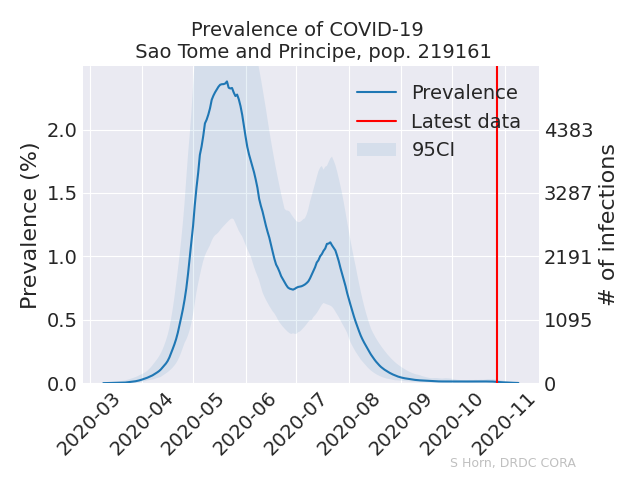 Prevalence of COVID-19
Sao Tome and Principe, pop. 219161
Prevalence
Latest data
95CI
Prevalence (%)
2.0
1.5
1.0
0.5
0.0
4383
3287
2191
1095
0
# of infections
2020-03
2020-04
2020-05
2020-06
2020-07
2020-08
2020-09
2020-10
2020-11
S Horn, DRDC CORA